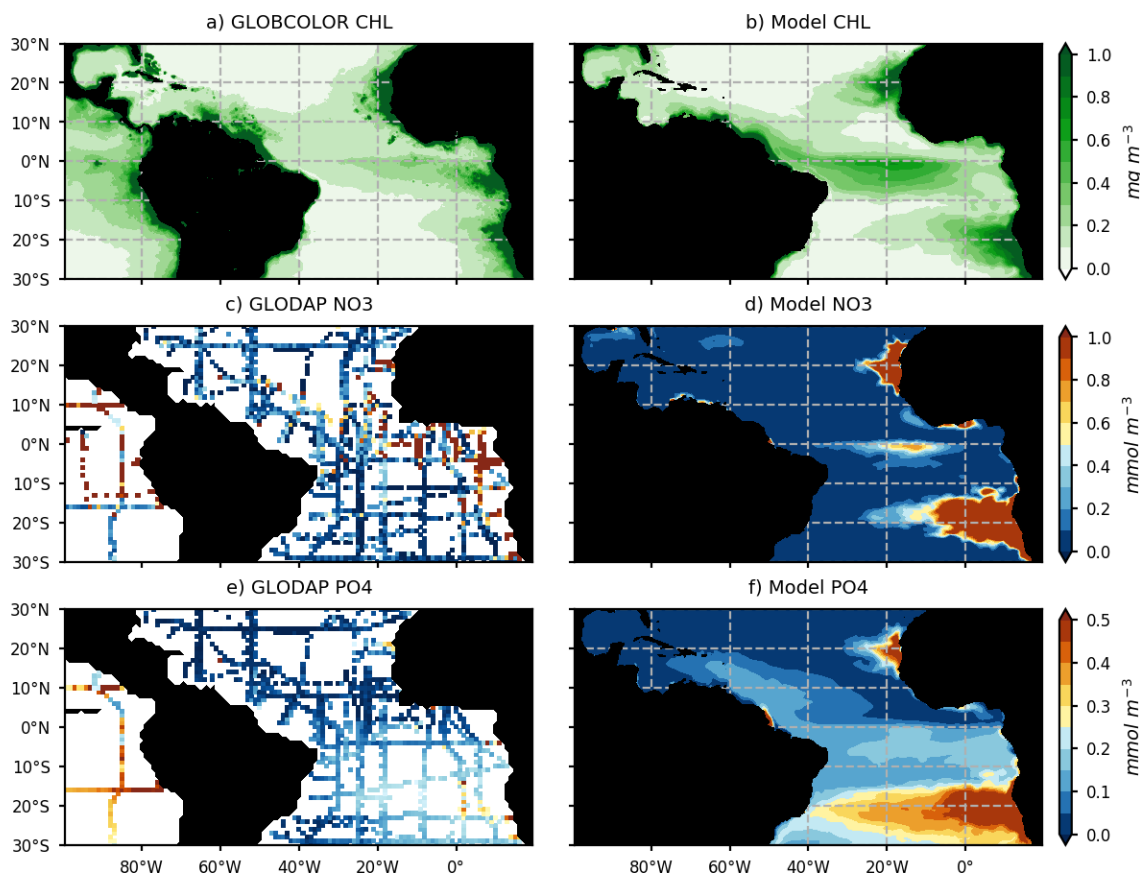 a) GLOBCOLOR CHL
b) Model CHL
30°N
20°N
10°N
0°N
10°S
20°S
30°S
1.0
0.8
0.6
0.4
0.2
0.0
mg m⁻³
c) GLODAP NO3
d) Model NO3
30°N
20°N
10°N
0°N
10°S
20°S
30°S
1.0
0.8
0.6
0.4
0.2
0.0
mmol m⁻³
e) GLODAP PO4
f) Model PO4
30°N
20°N
10°N
0°N
10°S
20°S
30°S
0.5
0.4
0.3
0.2
0.1
0.0
mmol m⁻³
80°W 60°W 40°W 20°W 0°
80°W 60°W 40°W 20°W 0°